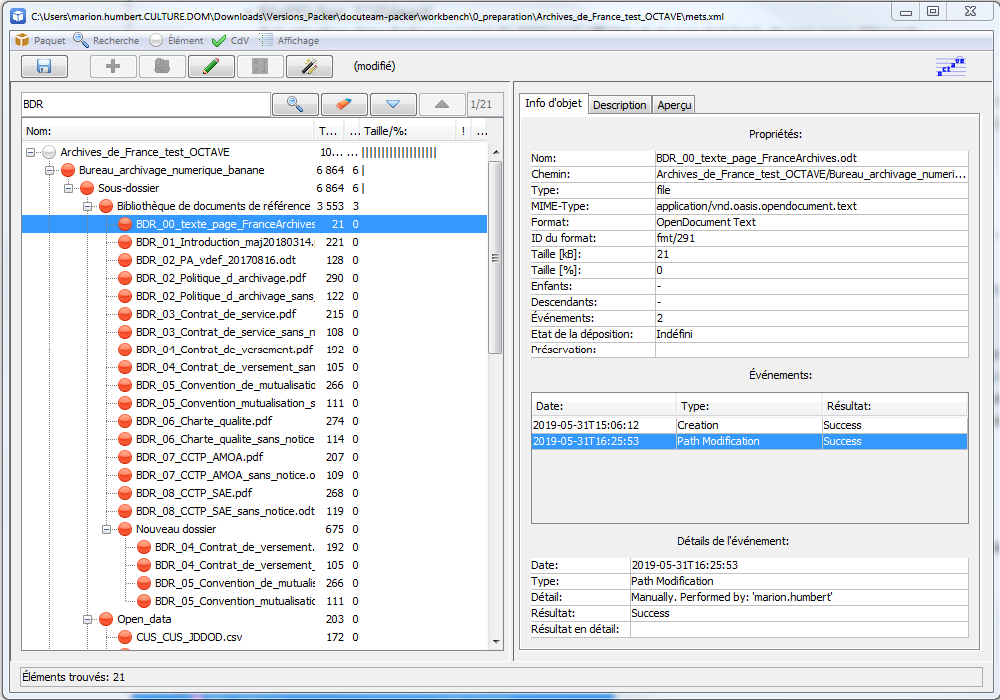 C:\Users\marion.humbert.CULTURE.DOM\Downloads\Versions_Packer\docuteam-packer\workbench\0_preparation\Archives_de_France_test_OCTAVE\mets.xml
Paquet Recherche Élément CdV Affichage
(modifié)
octave
BDR
1/21
Nom: T... ... Taille/%: ! ...
Archives_de_France_test_OCTAVE 10... ...
Bureau_archivage_numerique_banane 6 864 6
Sous-dossier 6 864 6
Bibliothèque de documents de référence 3 553 3
BDR_00_texte_page_FranceArchives 21 0
BDR_01_Introduction_maj20180314. 221 0
BDR_02_PA_vdef_20170816.odt 128 0
BDR_02_Politique_d_archivage.pdf 290 0
BDR_02_Politique_d_archivage_sans_ 122 0
BDR_03_Contrat_de_service.pdf 215 0
BDR_03_Contrat_de_service_sans_n 108 0
BDR_04_Contrat_de_versement.pdf 192 0
BDR_04_Contrat_de_versement_san 105 0
BDR_05_Convention_de_mutualisatio 266 0
BDR_05_Convention_mutualisation_s 111 0
BDR_06_Charte_qualite.pdf 274 0
BDR_06_Charte_qualite_sans_notice 114 0
BDR_07_CCTP_AMOA.pdf 207 0
BDR_07_CCTP_AMOA_sans_notice.o 109 0
BDR_08_CCTP_SAE.pdf 268 0
BDR_08_CCTP_SAE_sans_notice.odt 119 0
Nouveau dossier 675 0
BDR_04_Contrat_de_versement. 192 0
BDR_04_Contrat_de_versement_ 105 0
BDR_05_Convention_de_mutualis 266 0
BDR_05_Convention_mutualisatic 111 0
Open_data 203 0
CUS_CUS_JDDOD.csv 172 0
Éléments trouvés: 21
Info d'objet Description Aperçu
Propriétés:
Nom: BDR_00_texte_page_FranceArchives.odt
Chemin: Archives_de_France_test_OCTAVE/Bureau_archivage_numeri...
Type: file
MIME-Type: application/vnd.oasis.opendocument.text
Format: OpenDocument Text
ID du format: fmt/291
Taille [kB]: 21
Taille [%]: 0
Enfants: -
Descendants: -
Événements: 2
Etat de la déposition: Indéfini
Préservation:
Événements:
Date: Type: Résultat:
2019-05-31T15:06:12 Creation Success
2019-05-31T16:25:53 Path Modification Success
Détails de l'événement:
Date: 2019-05-31T16:25:53
Type: Path Modification
Détail: Manually. Performed by: 'marion.humbert'
Résultat: Success
Résultat en détail: